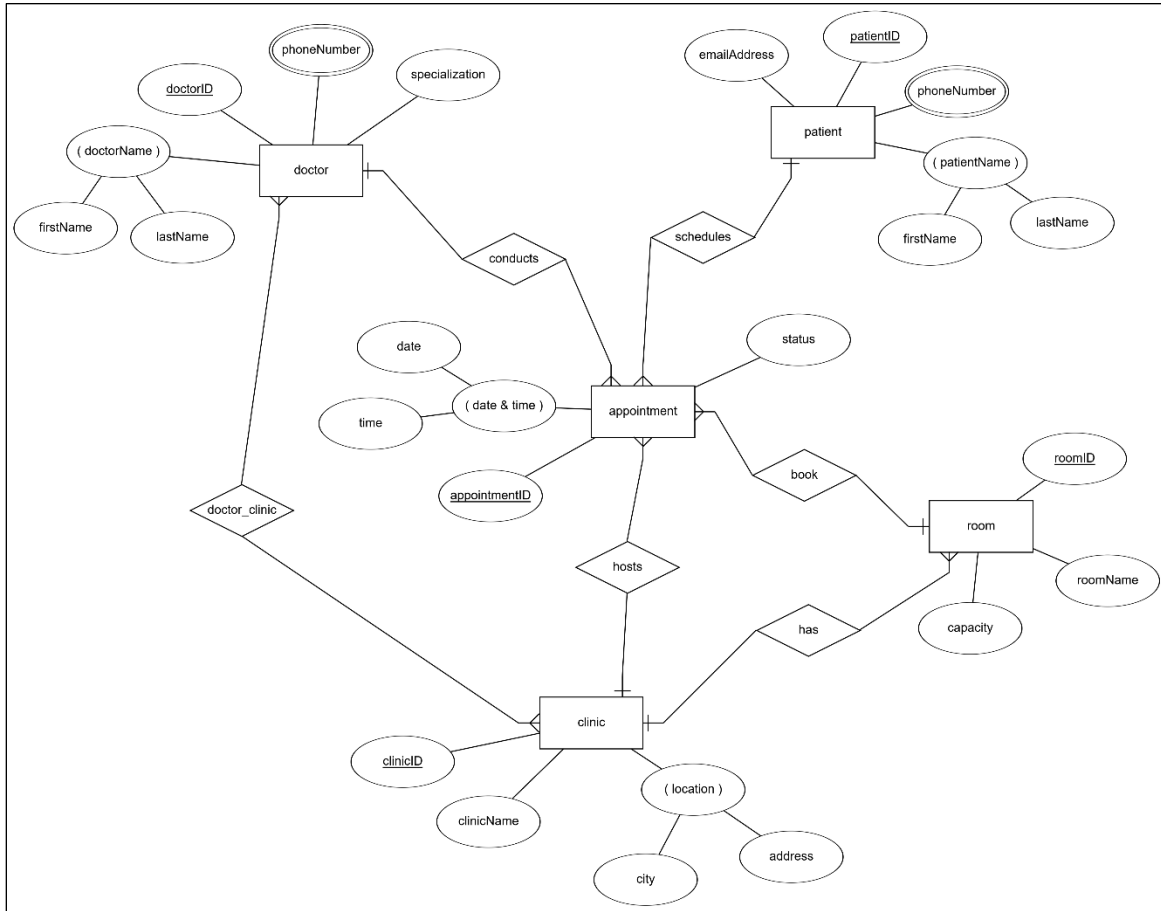 phoneNumber
doctorID
specialization
( doctorName )
doctor
firstName
lastName
emailAddress
patientID
phoneNumber
patient
( patientName )
firstName
lastName
conducts
schedules
date
time
( date & time )
appointmentID
appointment
status
book
roomID
room
roomName
capacity
doctor_clinic
hosts
has
clinic
clinicID
clinicName
( location )
city
address